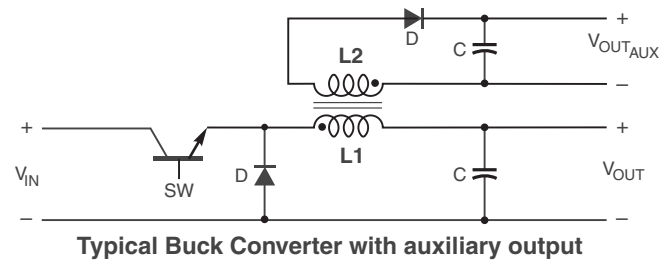 D
C
+
V_OUT_AUX
−
L2
+
V_IN
−
SW
D
L1
C
+
V_OUT
−
Typical Buck Converter with auxiliary output